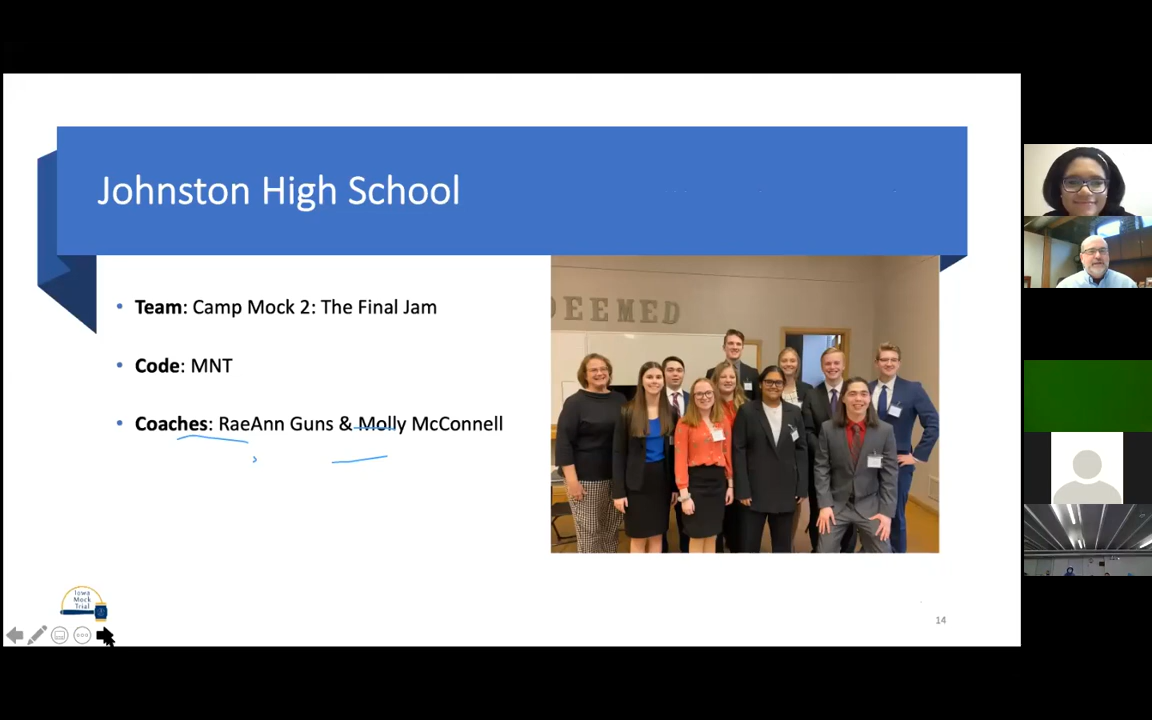 Johnston High School
• Team: Camp Mock 2: The Final Jam
• Code: MNT
• Coaches: RaeAnn Guns & Molly McConnell
DEEMED
Iowa
Mock
Trial
14